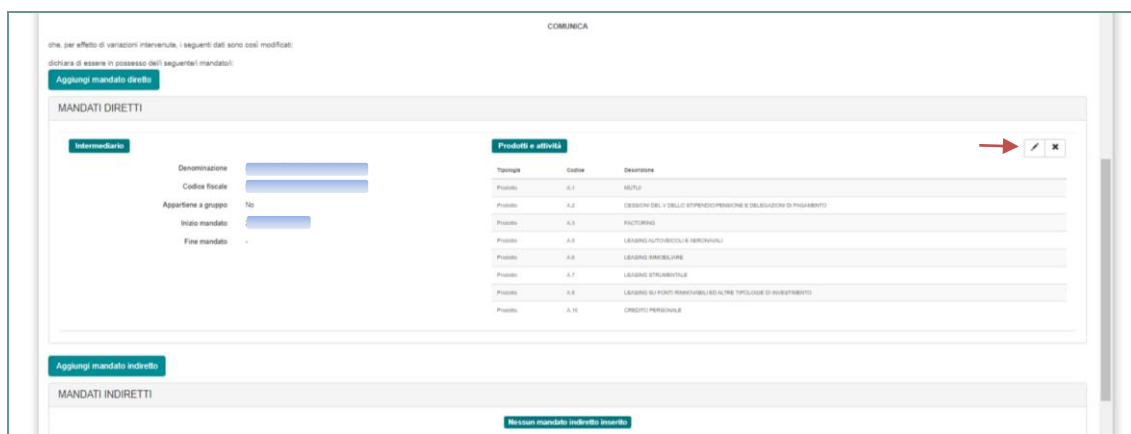 COMUNICA
che, per effetto di variazioni intervenute, i seguenti dati sono così modificati:
dichiara di essere in possesso del/i seguente/i mandato/i:
Aggiungi mandato diretto
MANDATI DIRETTI
Intermediario
Denominazione
Codice fiscale
Appartiene a gruppo No
Inizio mandato
Fine mandato -
Prodotti e attività
Tipologia Codice Descrizione
Prodotto A.1 MUTUI
Prodotto A.2 CESSIONI DEL V DELLO STIPENDIO/PENSIONE E DELEGAZIONI DI PAGAMENTO
Prodotto A.3 FACTORING
Prodotto A.5 LEASING AUTOVEICOLI E AERONAVALI
Prodotto A.6 LEASING IMMOBILIARE
Prodotto A.7 LEASING STRUMENTALE
Prodotto A.8 LEASING SU FONTI RINNOVABILI ED ALTRE TIPOLOGIE DI INVESTIMENTO
Prodotto A.10 CREDITO PERSONALE
Aggiungi mandato indiretto
MANDATI INDIRETTI
Nessun mandato indiretto inserito